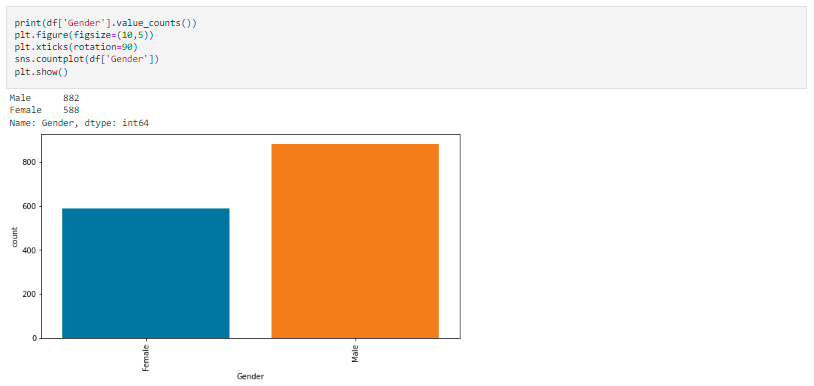 print(df['Gender'].value_counts())
plt.figure(figsize=(10,5))
plt.xticks(rotation=90)
sns.countplot(df['Gender'])
plt.show()
Male      882
Female    588
Name: Gender, dtype: int64
800
600
400
200
0
count
Female
Male
Gender